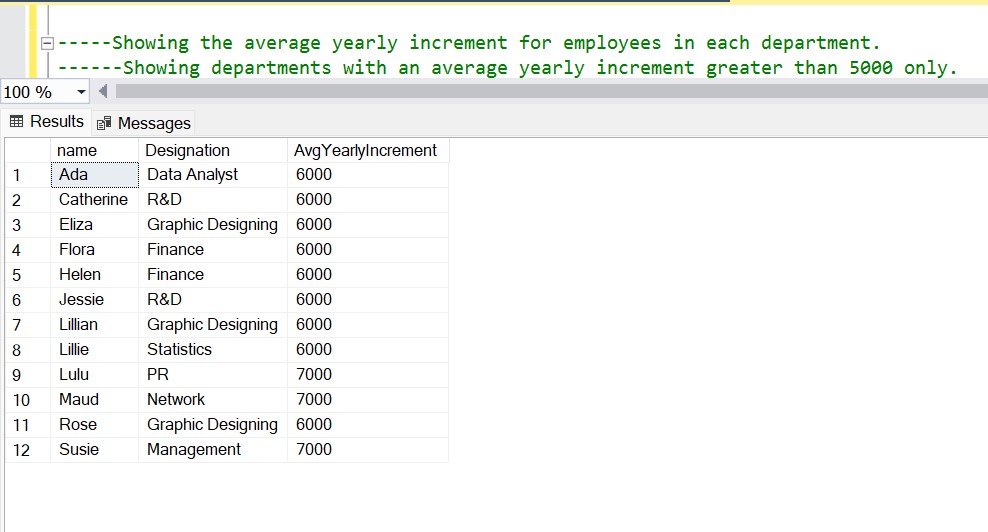 -----Showing the average yearly increment for employees in each department.
------Showing departments with an average yearly increment greater than 5000 only.
100 %
Results Messages
name Designation AvgYearlyIncrement
1 Ada Data Analyst 6000
2 Catherine R&D 6000
3 Eliza Graphic Designing 6000
4 Flora Finance 6000
5 Helen Finance 6000
6 Jessie R&D 6000
7 Lillian Graphic Designing 6000
8 Lillie Statistics 6000
9 Lulu PR 7000
10 Maud Network 7000
11 Rose Graphic Designing 6000
12 Susie Management 7000